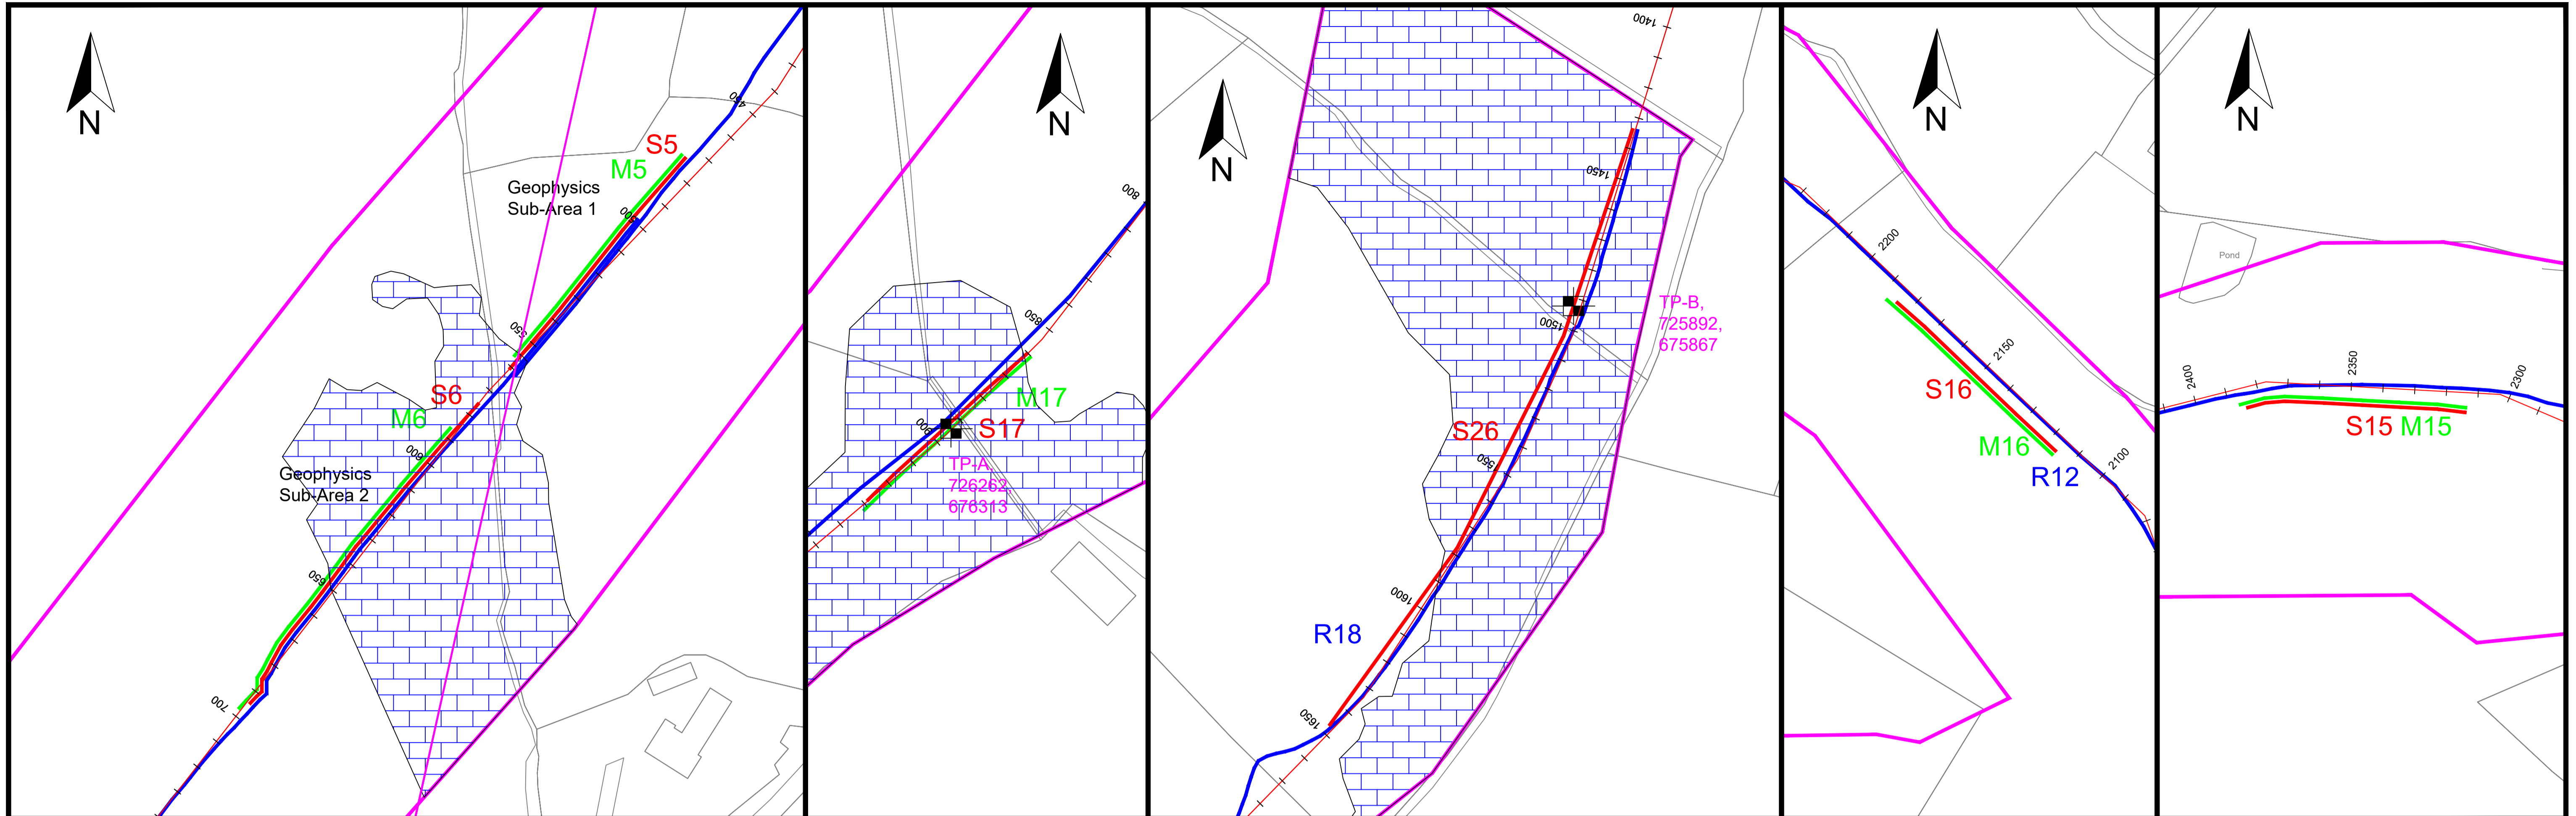 N
450
S5
M5
Geophysics
Sub-Area 1
500
550
S6
M6
600
Geophysics
Sub-Area 2
650
700
N
800
850
M17
900
S17
TP-A,
726262,
676313
N
1400
1450
TP-B,
725892,
675867
1500
S26
1550
1600
R18
1650
N
2200
2150
S16
M16
2100
R12
N
Pond
2400
2350
2300
S15 M15